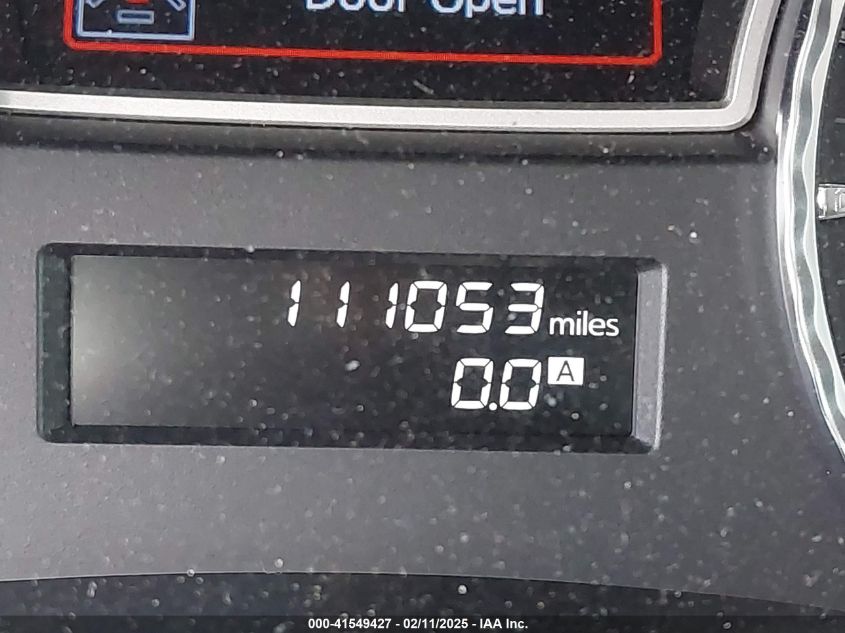 Door Open
111053 miles
0.0 A
000-41549427 - 02/11/2025 - IAA Inc.